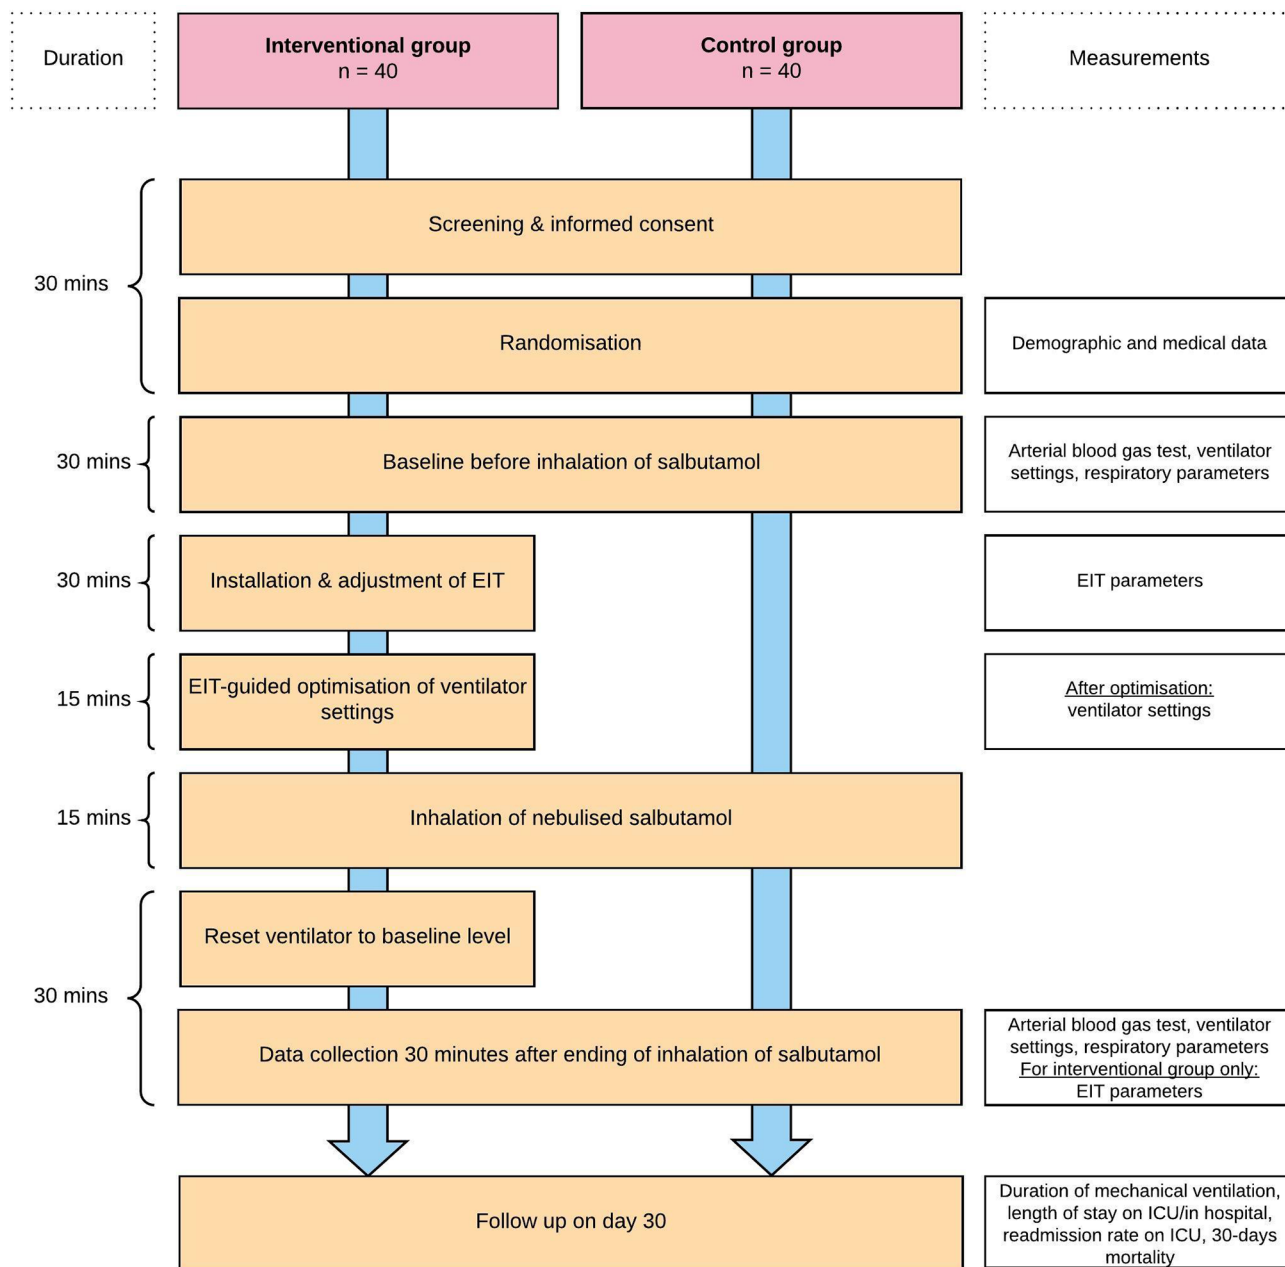 Duration
Interventional group
n = 40
Control group
n = 40
Measurements
30 mins
Screening & informed consent
Randomisation
Demographic and medical data
30 mins
Baseline before inhalation of salbutamol
Arterial blood gas test, ventilator
settings, respiratory parameters
30 mins
Installation & adjustment of EIT
EIT parameters
15 mins
EIT-guided optimisation of ventilator
settings
After optimisation:
ventilator settings
15 mins
Inhalation of nebulised salbutamol
30 mins
Reset ventilator to baseline level
Data collection 30 minutes after ending of inhalation of salbutamol
Arterial blood gas test, ventilator
settings, respiratory parameters
For interventional group only:
EIT parameters
Follow up on day 30
Duration of mechanical ventilation,
length of stay on ICU/in hospital,
readmission rate on ICU, 30-days
mortality